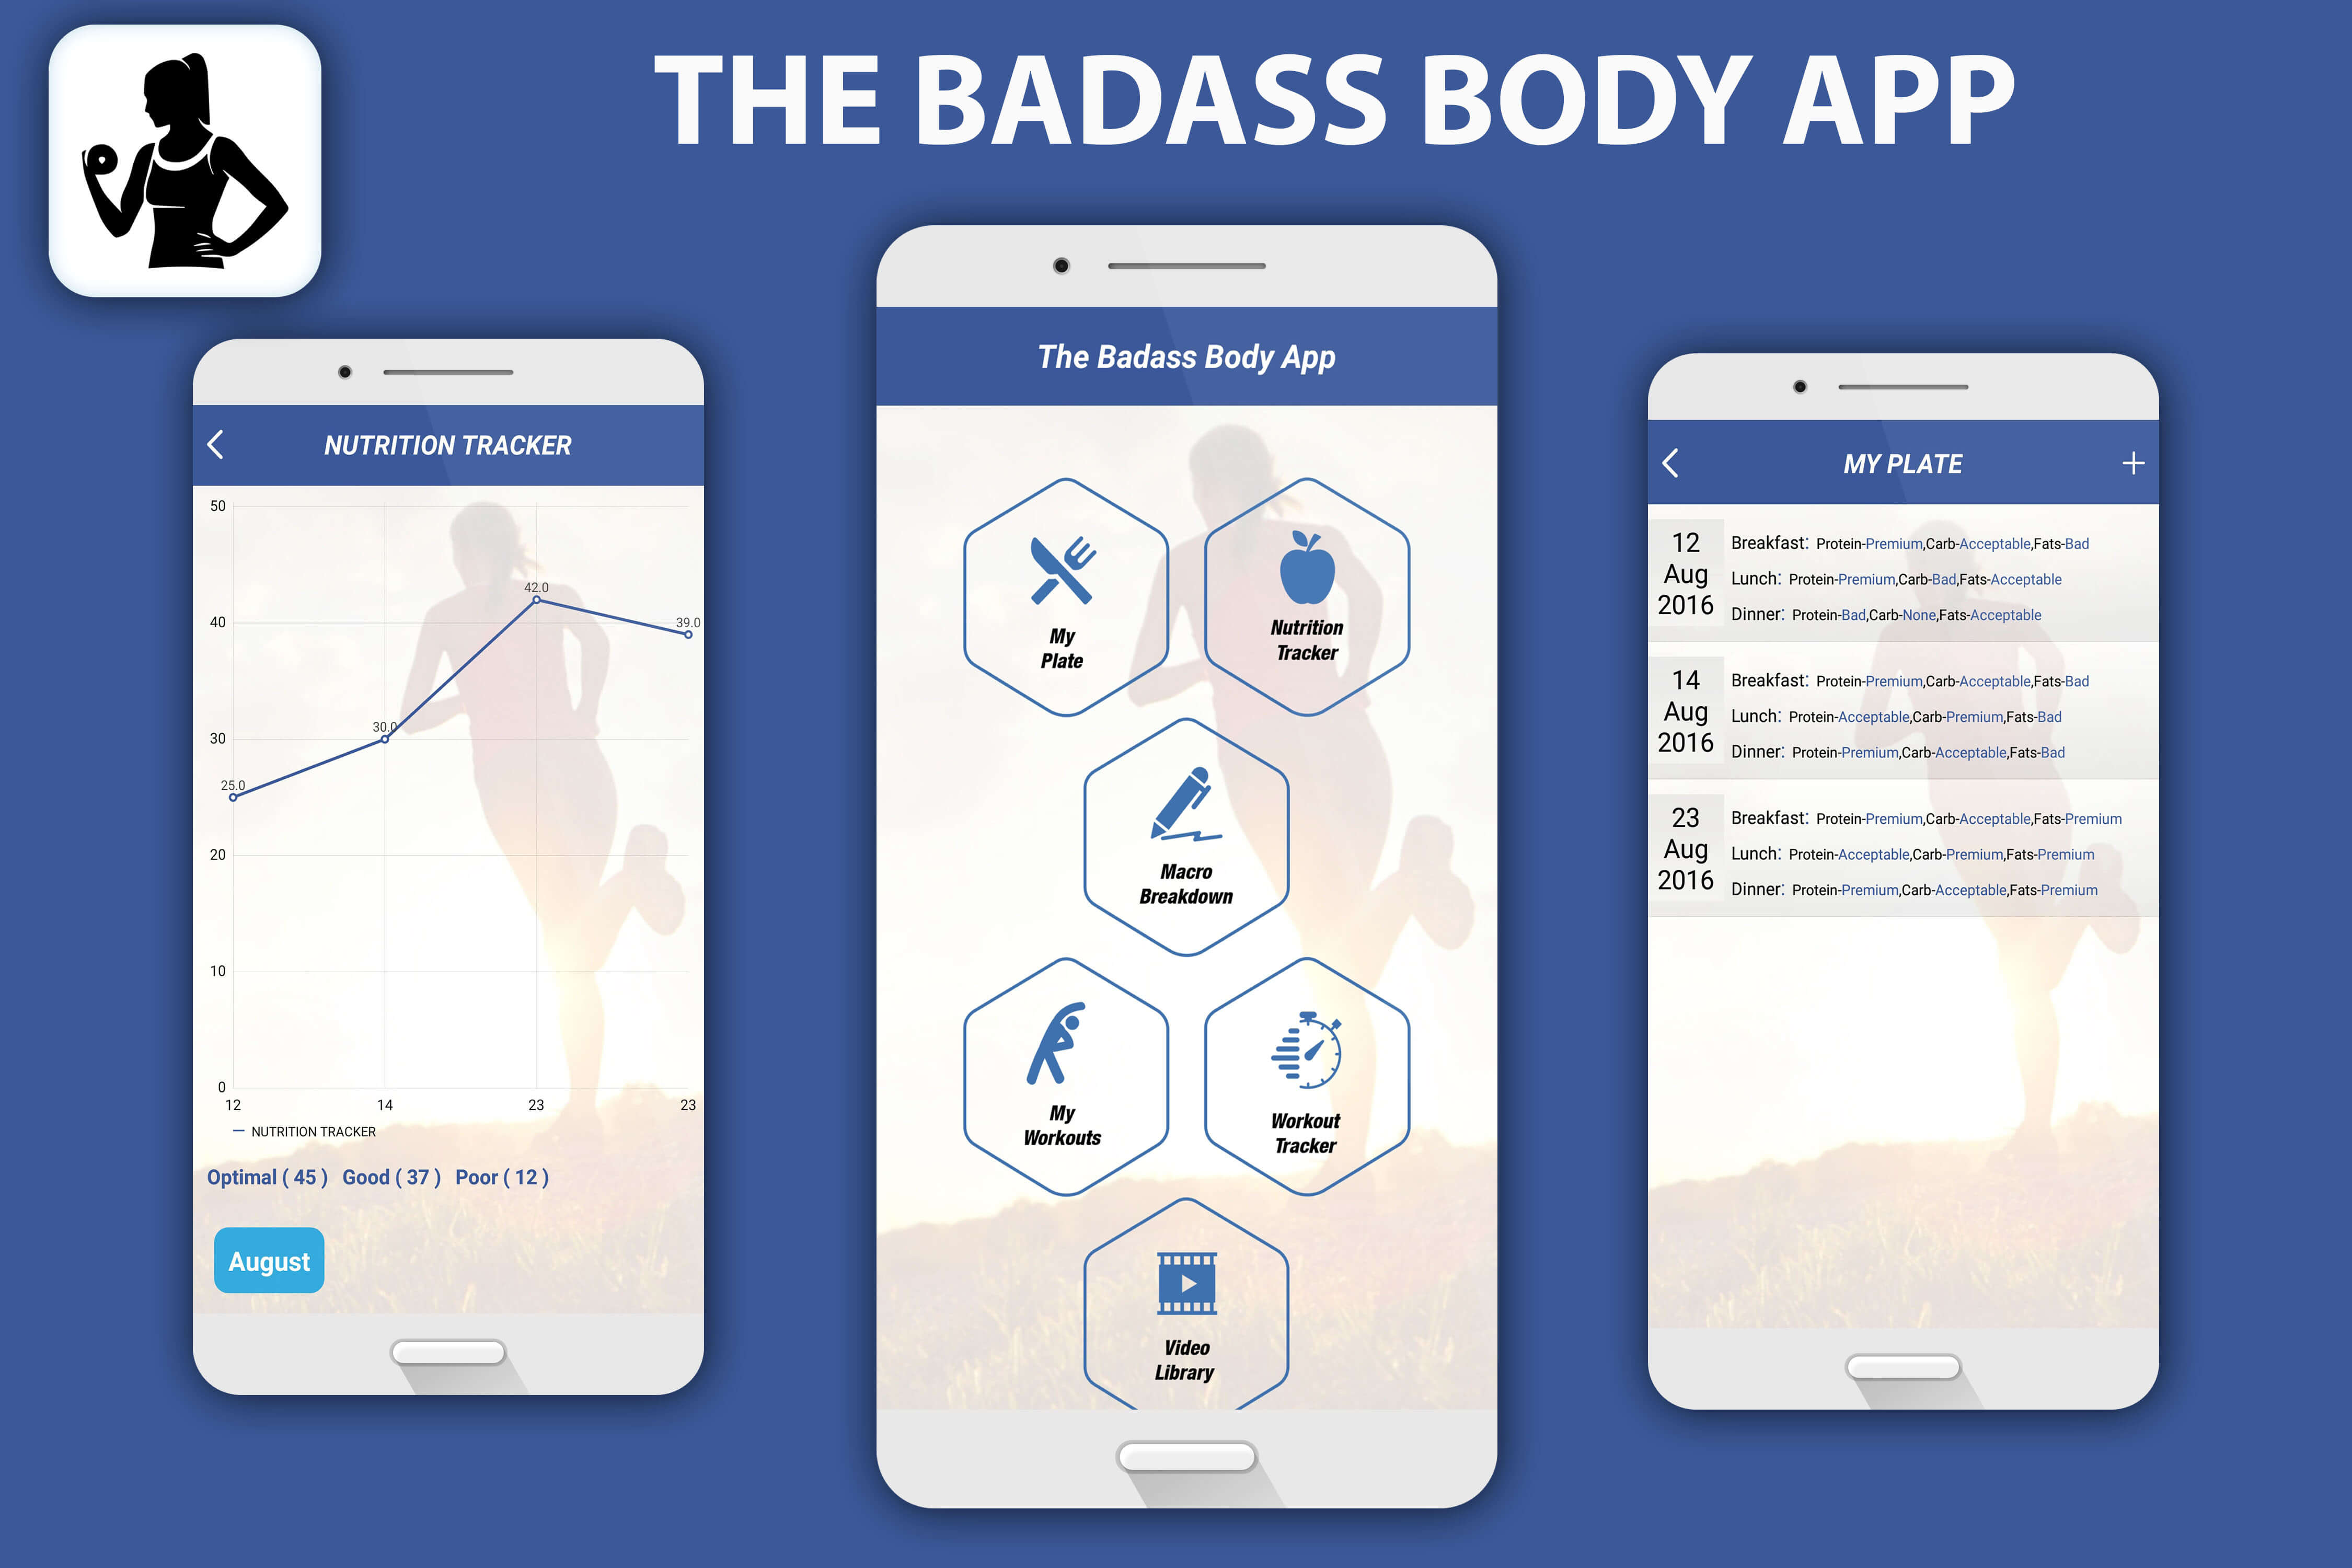 THE BADASS BODY APP
NUTRITION TRACKER
50
40
30
20
10
0
25.0
30.0
42.0
39.0
12 14 23 23
NUTRITION TRACKER
Optimal ( 45 ) Good ( 37 ) Poor ( 12 )
August
The Badass Body App
My
Plate
Nutrition
Tracker
Macro
Breakdown
My
Workouts
Workout
Tracker
Video
Library
MY PLATE
12
Aug
2016
Breakfast: Protein-Premium,Carb-Acceptable,Fats-Bad
Lunch: Protein-Premium,Carb-Bad,Fats-Acceptable
Dinner: Protein-Bad,Carb-None,Fats-Acceptable
14
Aug
2016
Breakfast: Protein-Premium,Carb-Acceptable,Fats-Bad
Lunch: Protein-Acceptable,Carb-Premium,Fats-Bad
Dinner: Protein-Premium,Carb-Acceptable,Fats-Bad
23
Aug
2016
Breakfast: Protein-Premium,Carb-Acceptable,Fats-Premium
Lunch: Protein-Acceptable,Carb-Premium,Fats-Premium
Dinner: Protein-Premium,Carb-Acceptable,Fats-Premium